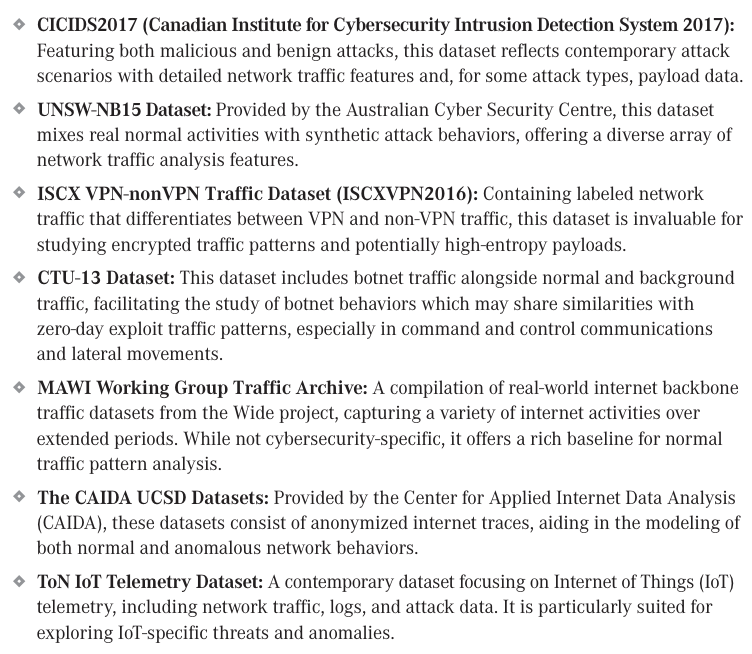 CICIDS2017 (Canadian Institute for Cybersecurity Intrusion Detection System 2017):
Featuring both malicious and benign attacks, this dataset reflects contemporary attack
scenarios with detailed network traffic features and, for some attack types, payload data.
UNSW-NB15 Dataset: Provided by the Australian Cyber Security Centre, this dataset
mixes real normal activities with synthetic attack behaviors, offering a diverse array of
network traffic analysis features.
ISCX VPN-nonVPN Traffic Dataset (ISCXVPN2016): Containing labeled network
traffic that differentiates between VPN and non-VPN traffic, this dataset is invaluable for
studying encrypted traffic patterns and potentially high-entropy payloads.
CTU-13 Dataset: This dataset includes botnet traffic alongside normal and background
traffic, facilitating the study of botnet behaviors which may share similarities with
zero-day exploit traffic patterns, especially in command and control communications
and lateral movements.
MAWI Working Group Traffic Archive: A compilation of real-world internet backbone
traffic datasets from the Wide project, capturing a variety of internet activities over
extended periods. While not cybersecurity-specific, it offers a rich baseline for normal
traffic pattern analysis.
The CAIDA UCSD Datasets: Provided by the Center for Applied Internet Data Analysis
(CAIDA), these datasets consist of anonymized internet traces, aiding in the modeling of
both normal and anomalous network behaviors.
ToN IoT Telemetry Dataset: A contemporary dataset focusing on Internet of Things (IoT)
telemetry, including network traffic, logs, and attack data. It is particularly suited for
exploring IoT-specific threats and anomalies.